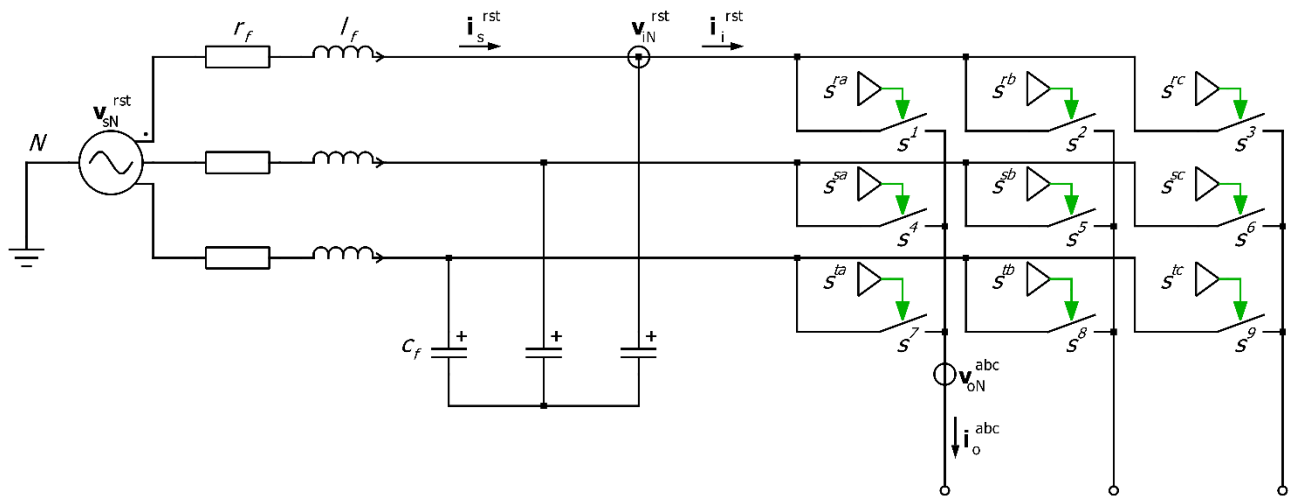 r_f l_f i_s^rst v_iN^rst i_i^rst
s^ra s^rb s^rc
v_sN^rst
N
s^1 s^2 s^3
s^sa s^sb s^sc
s^4 s^5 s^6
s^ta s^tb s^tc
s^7 s^8 s^9
c_f + + +
v_oN^abc
i_o^abc